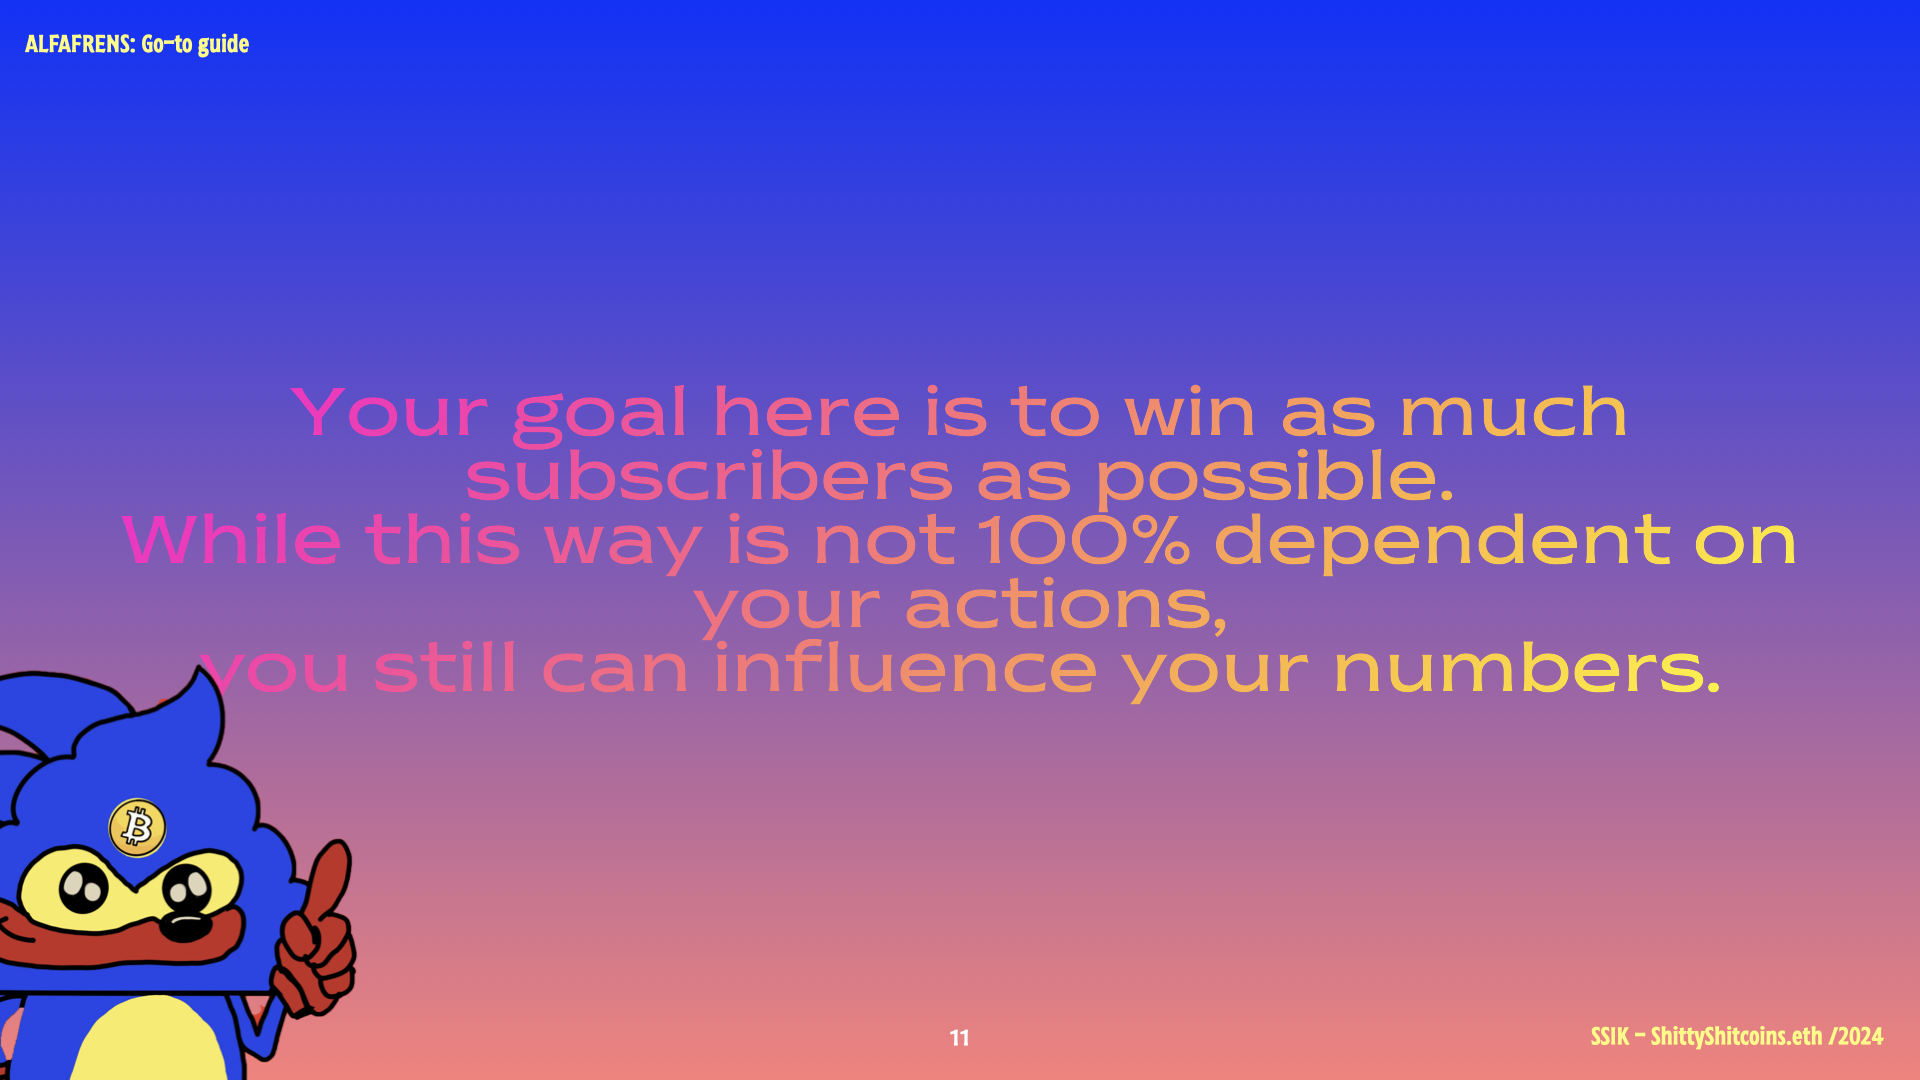 ALFAFRENS: Go-to guide
Your goal here is to win as much
subscribers as possible.
While this way is not 100% dependent on
your actions,
you still can influence your numbers.
11
SSIK - ShittyShitcoins.eth /2024